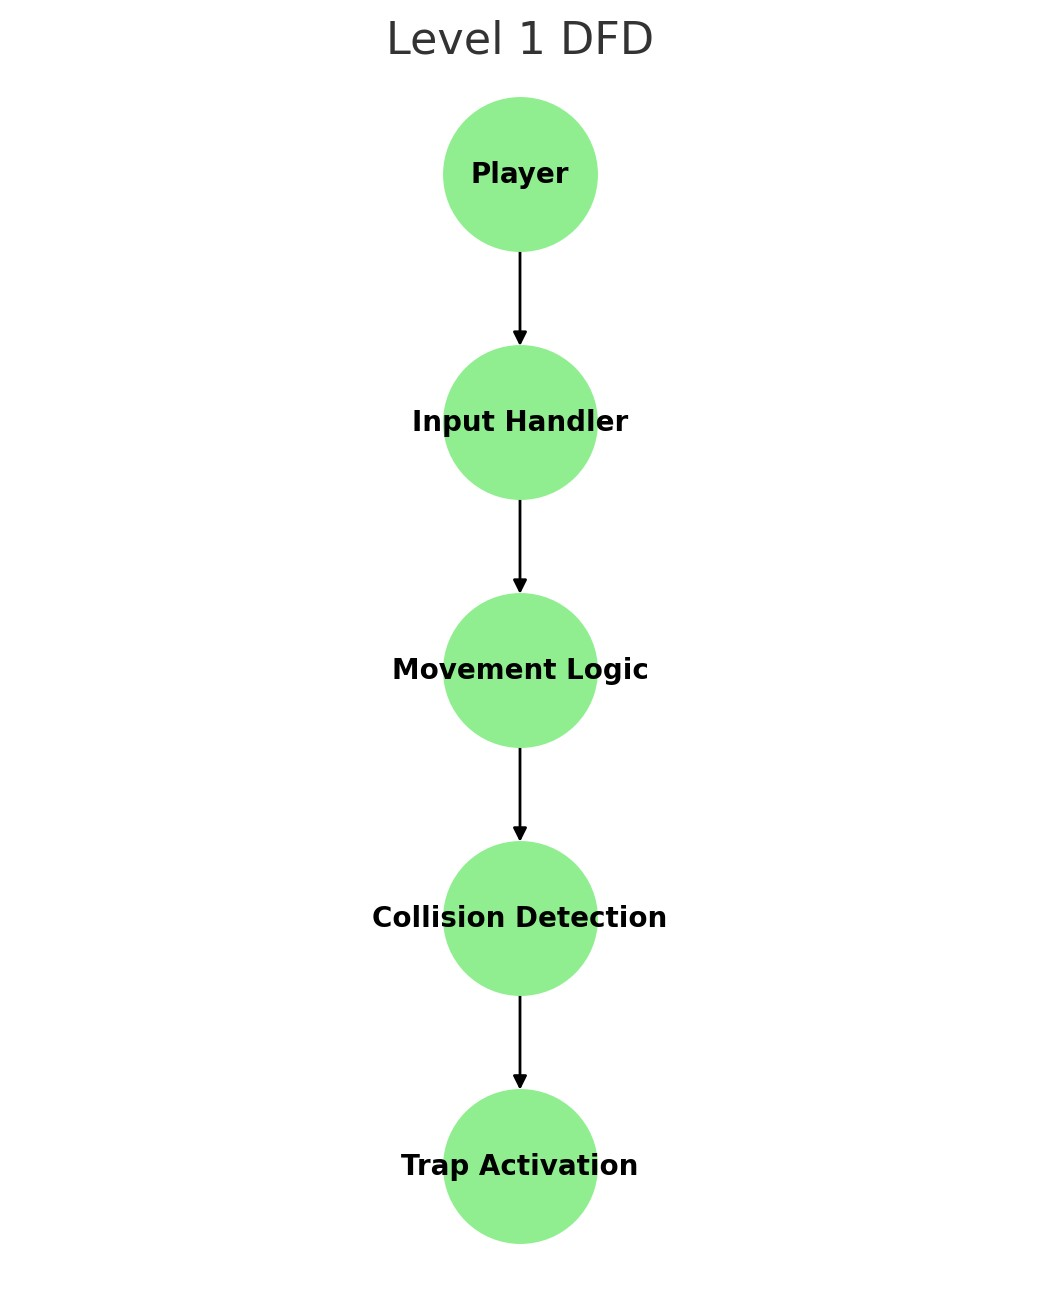 Level 1 DFD
Player
Input Handler
Movement Logic
Collision Detection
Trap Activation